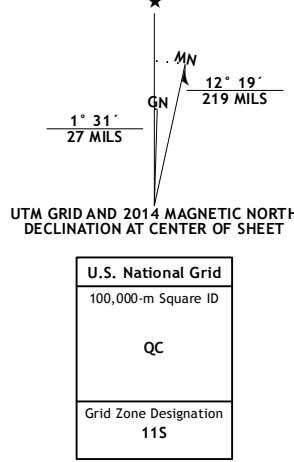 ★
MN
GN
12° 19´
219 MILS
1° 31´
27 MILS
UTM GRID AND 2014 MAGNETIC NORTH
DECLINATION AT CENTER OF SHEET
U.S. National Grid
100,000-m Square ID
QC
Grid Zone Designation
11S